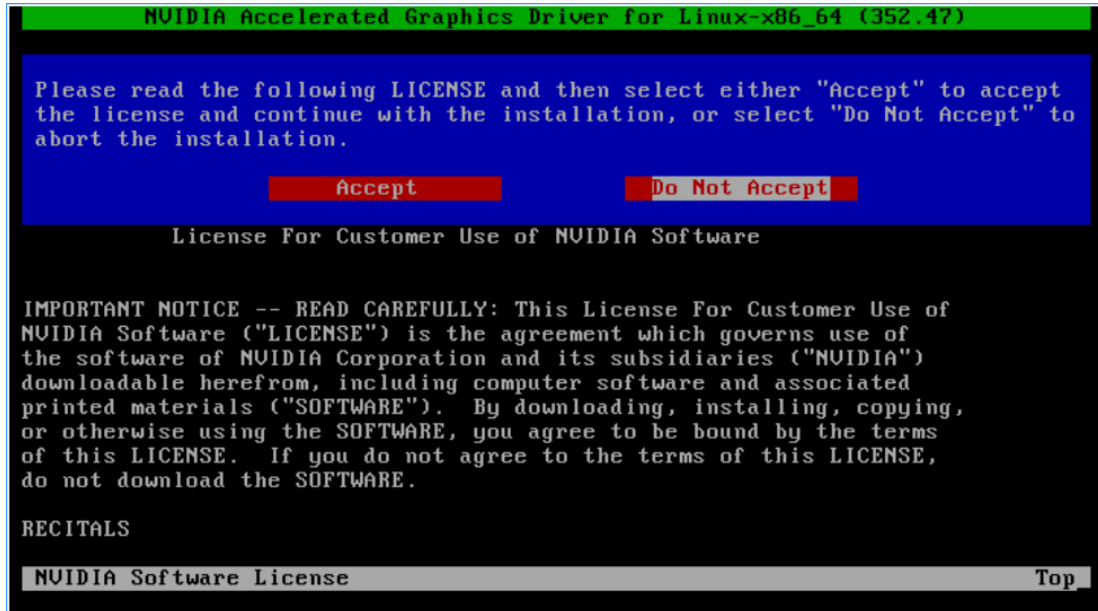 NVIDIA Accelerated Graphics Driver for Linux-x86_64 (352.47)
Please read the following LICENSE and then select either "Accept" to accept
the license and continue with the installation, or select "Do Not Accept" to
abort the installation.
Accept Do Not Accept
License For Customer Use of NVIDIA Software
IMPORTANT NOTICE -- READ CAREFULLY: This License For Customer Use of
NVIDIA Software ("LICENSE") is the agreement which governs use of
the software of NVIDIA Corporation and its subsidiaries ("NVIDIA")
downloadable herefrom, including computer software and associated
printed materials ("SOFTWARE").  By downloading, installing, copying,
or otherwise using the SOFTWARE, you agree to be bound by the terms
of this LICENSE.  If you do not agree to the terms of this LICENSE,
do not download the SOFTWARE.
RECITALS
NVIDIA Software License Top